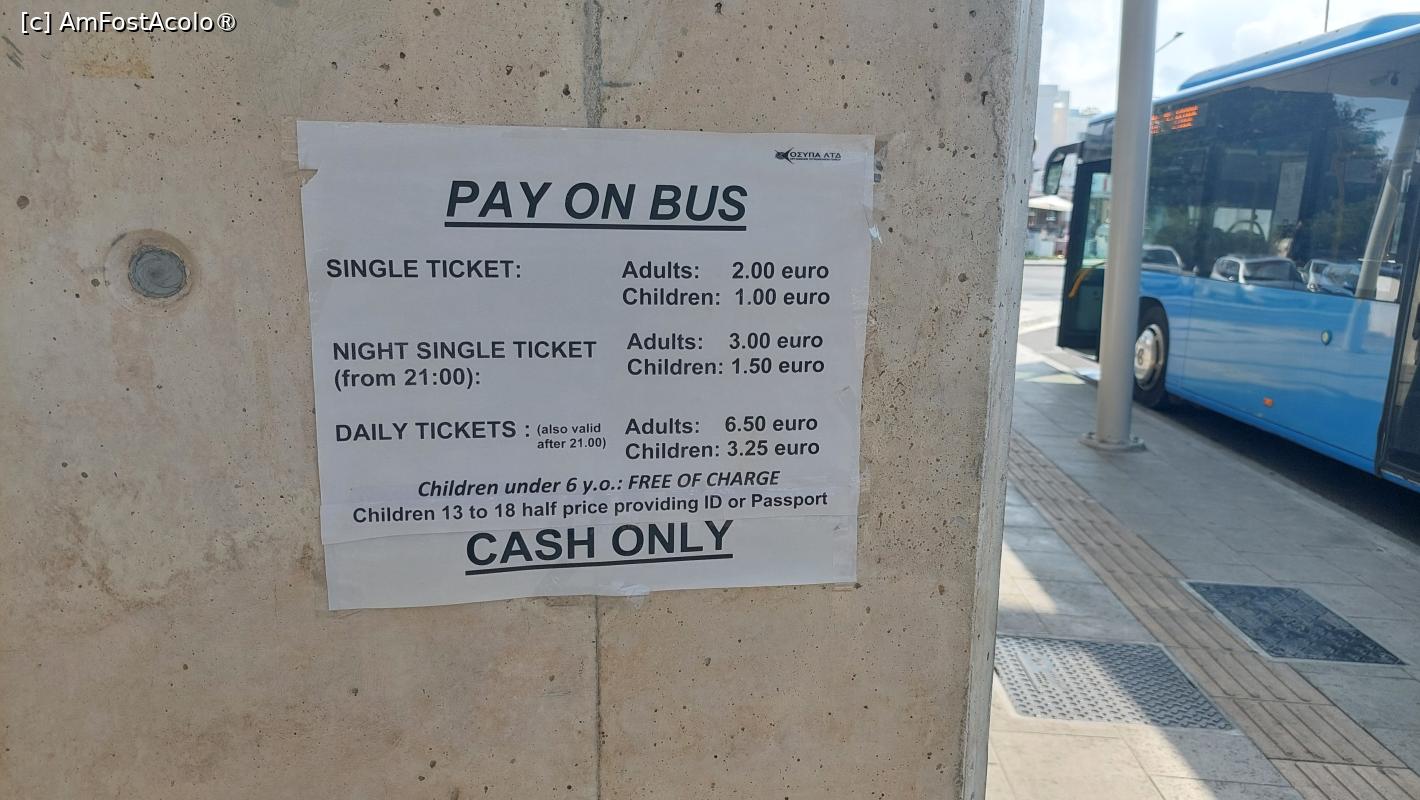 [c] AmFostAcolo®
ΟΣΥΠΑ ΛΤΔ
PAY ON BUS
SINGLE TICKET: Adults: 2.00 euro
Children: 1.00 euro
NIGHT SINGLE TICKET Adults: 3.00 euro
(from 21:00): Children: 1.50 euro
DAILY TICKETS : (also valid after 21.00) Adults: 6.50 euro
Children: 3.25 euro
Children under 6 y.o.: FREE OF CHARGE
Children 13 to 18 half price providing ID or Passport
CASH ONLY